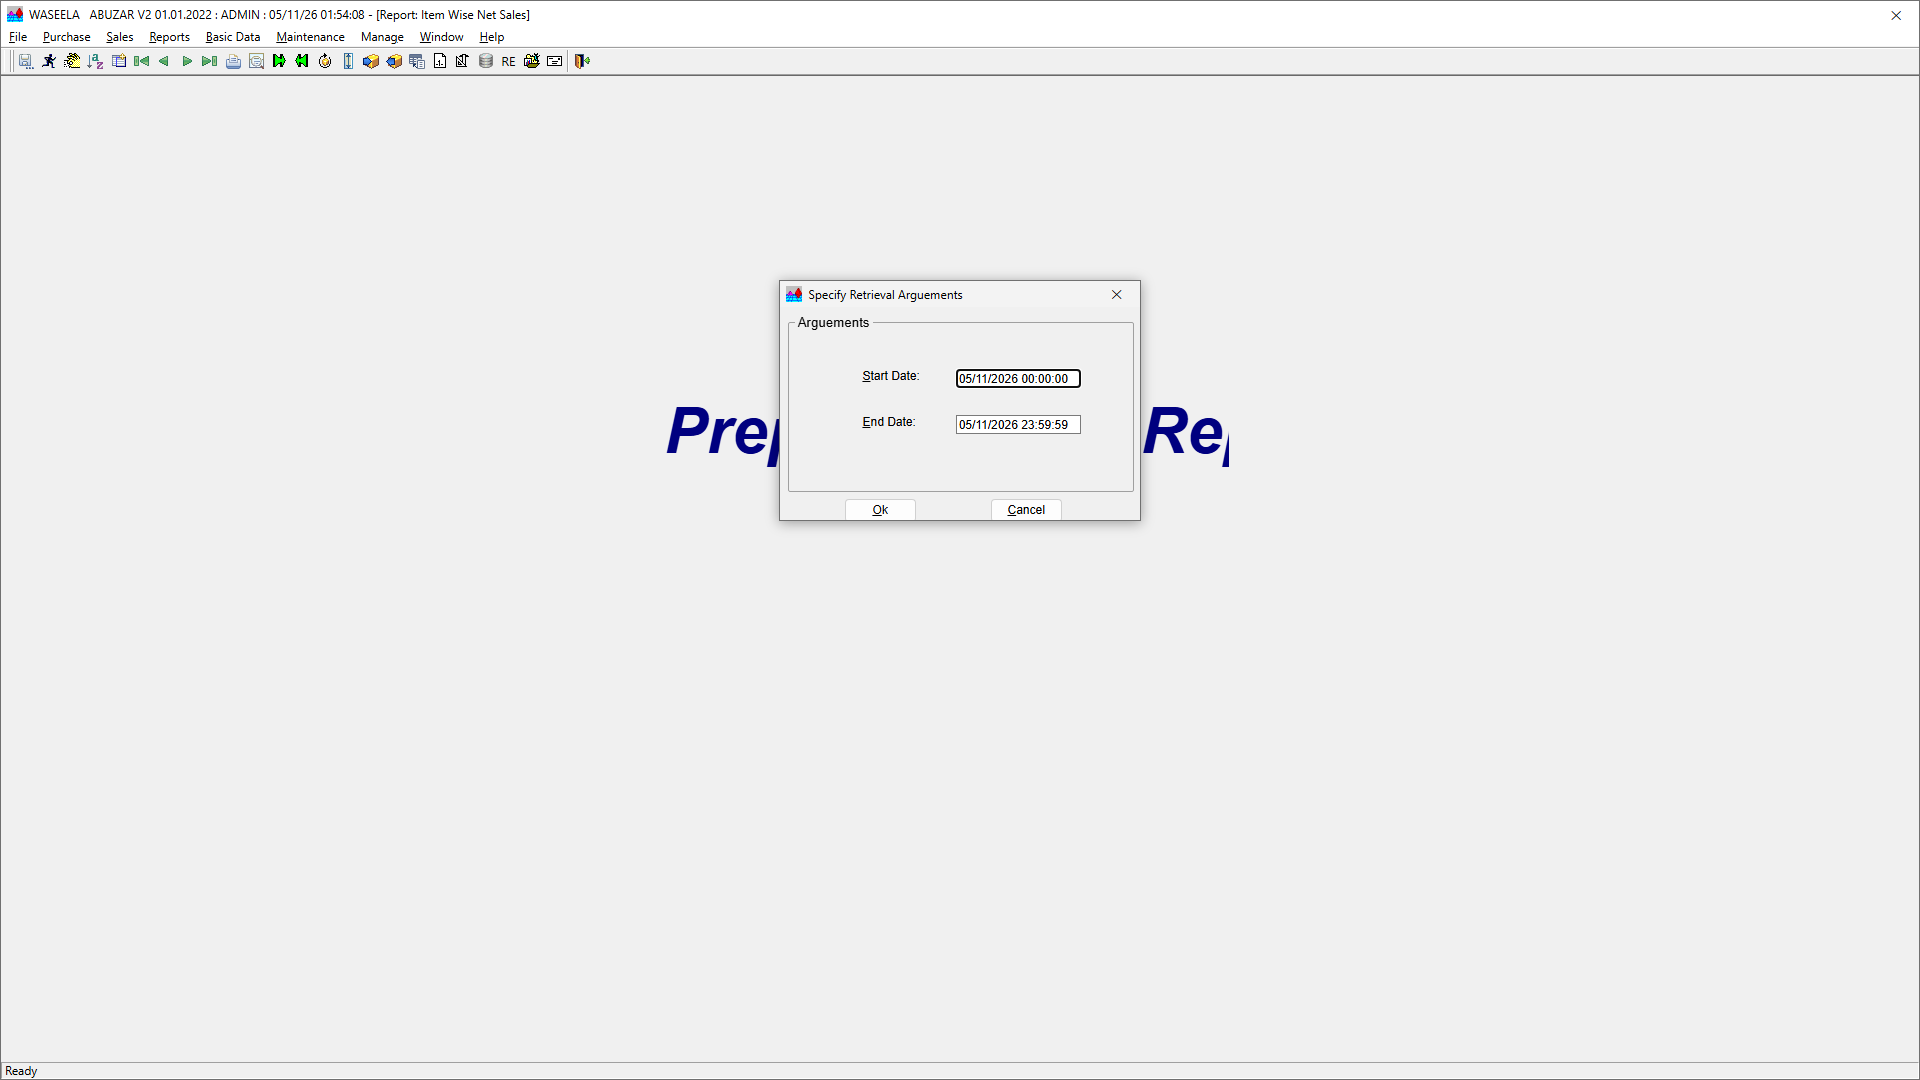 WASEELA   ABUZAR V2 01.01.2022 : ADMIN : 05/11/26 01:54:08 - [Report: Item Wise Net Sales]
File Purchase Sales Reports Basic Data Maintenance Manage Window Help
RE
Specify Retrieval Arguements
Arguements
Start Date: 05/11/2026 00:00:00
End Date: 05/11/2026 23:59:59
Ok Cancel
Ready